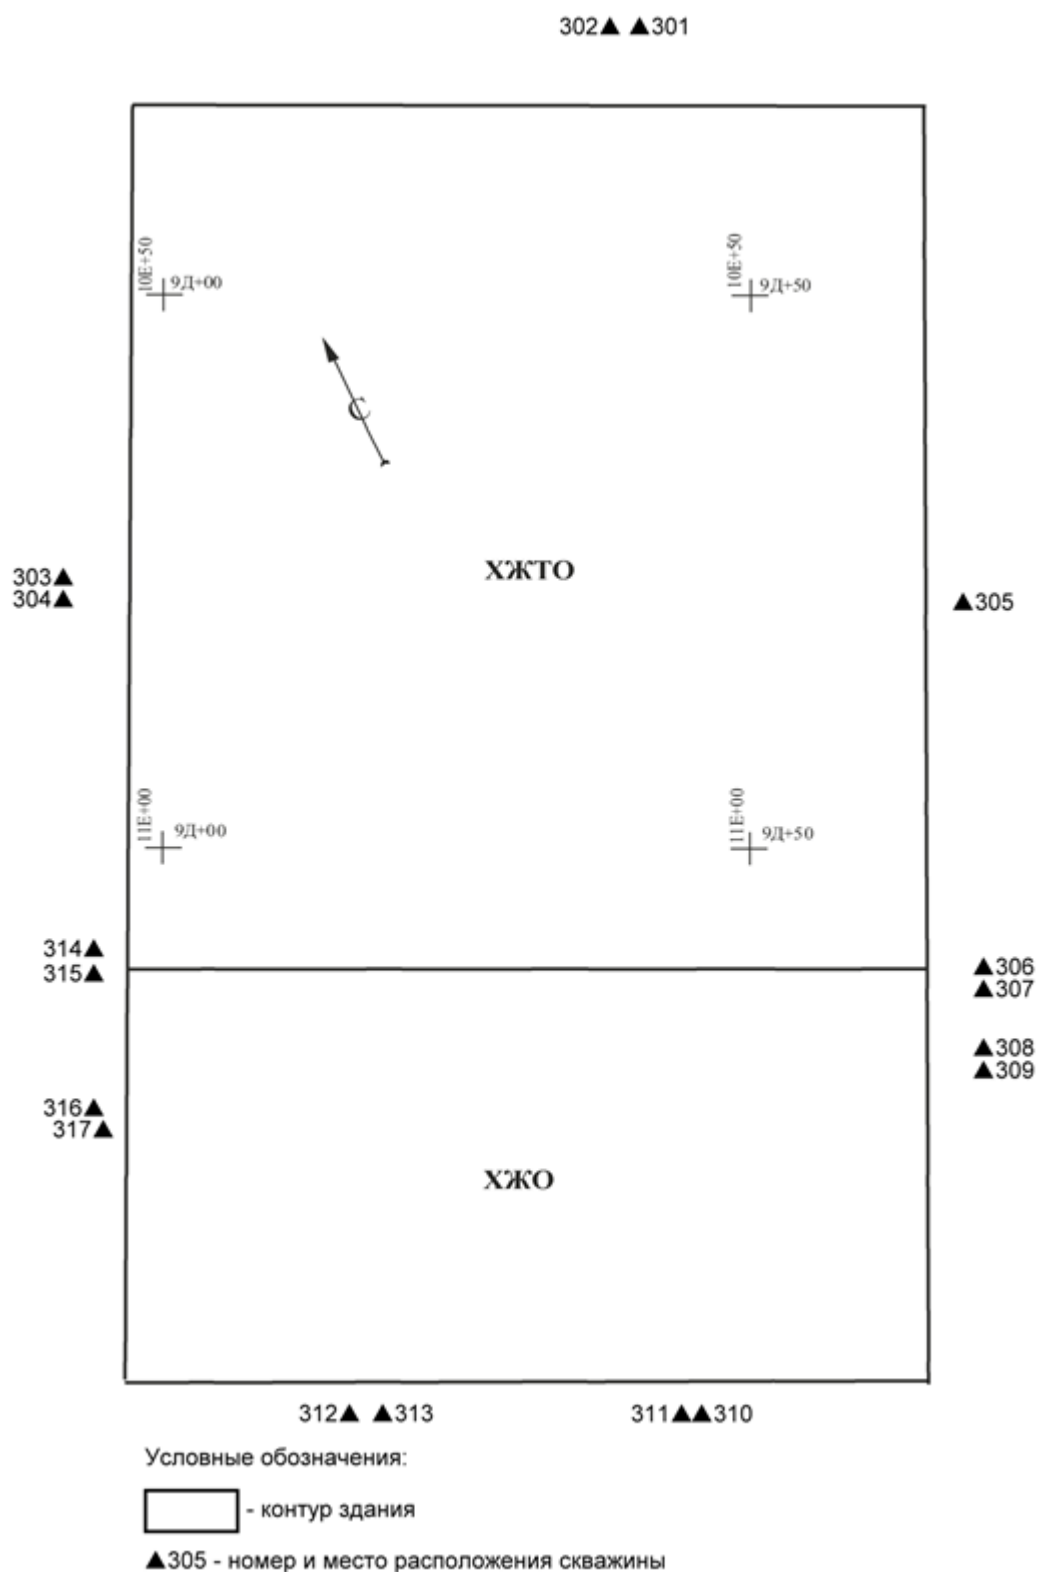 302▲ ▲301
10Е+50 9Д+00
10Е+50 9Д+50
С
303▲
304▲
ХЖТО
▲305
11Е+00 9Д+00
11Е+00 9Д+50
314▲
315▲
▲306
▲307
▲308
▲309
316▲
317▲
ХЖО
312▲ ▲313
311▲▲310
Условные обозначения:
- контур здания
▲305 - номер и место расположения скважины